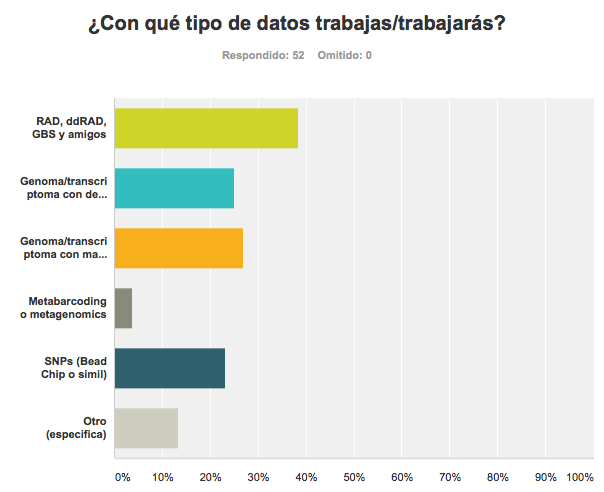 ¿Con qué tipo de datos trabajas/trabajarás?
Respondido: 52 Omitido: 0
RAD, ddRAD,
GBS y amigos
Genoma/transcri
ptoma con de...
Genoma/transcri
ptoma con ma...
Metabarcoding
o metagenomics
SNPs (Bead
Chip o simil)
Otro
(especifica)
0% 10% 20% 30% 40% 50% 60% 70% 80% 90% 100%